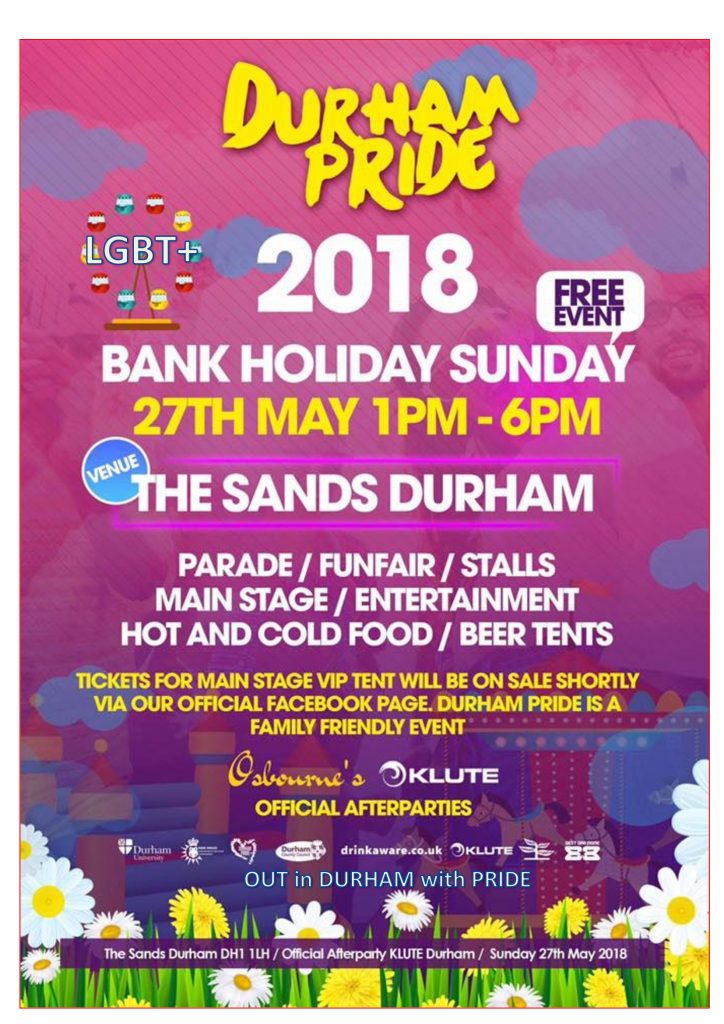 DURHAM
PRIDE
LGBT+
2018
FREE
EVENT
BANK HOLIDAY SUNDAY
27TH MAY 1PM - 6PM
VENUE
THE SANDS DURHAM
PARADE / FUNFAIR / STALLS
MAIN STAGE / ENTERTAINMENT
HOT AND COLD FOOD / BEER TENTS
TICKETS FOR MAIN STAGE VIP TENT WILL BE ON SALE SHORTLY
VIA OUR OFFICIAL FACEBOOK PAGE. DURHAM PRIDE IS A
FAMILY FRIENDLY EVENT
Osbourne's KLUTE
OFFICIAL AFTERPARTIES
Durham
University
Durham
County Council
drinkaware.co.uk KLUTE
88
OUT in DURHAM with PRIDE
The Sands Durham DH1 1LH / Official Afterparty KLUTE Durham / Sunday 27th May 2018